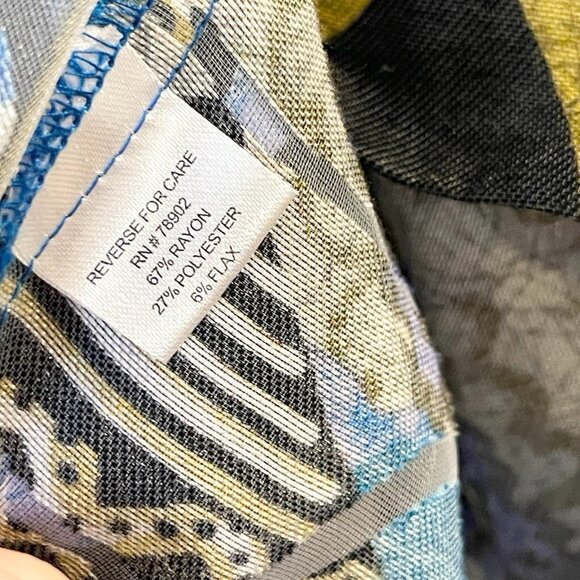 REVERSE FOR CARE
RN # 78902
67% RAYON
27% POLYESTER
6% FLAX